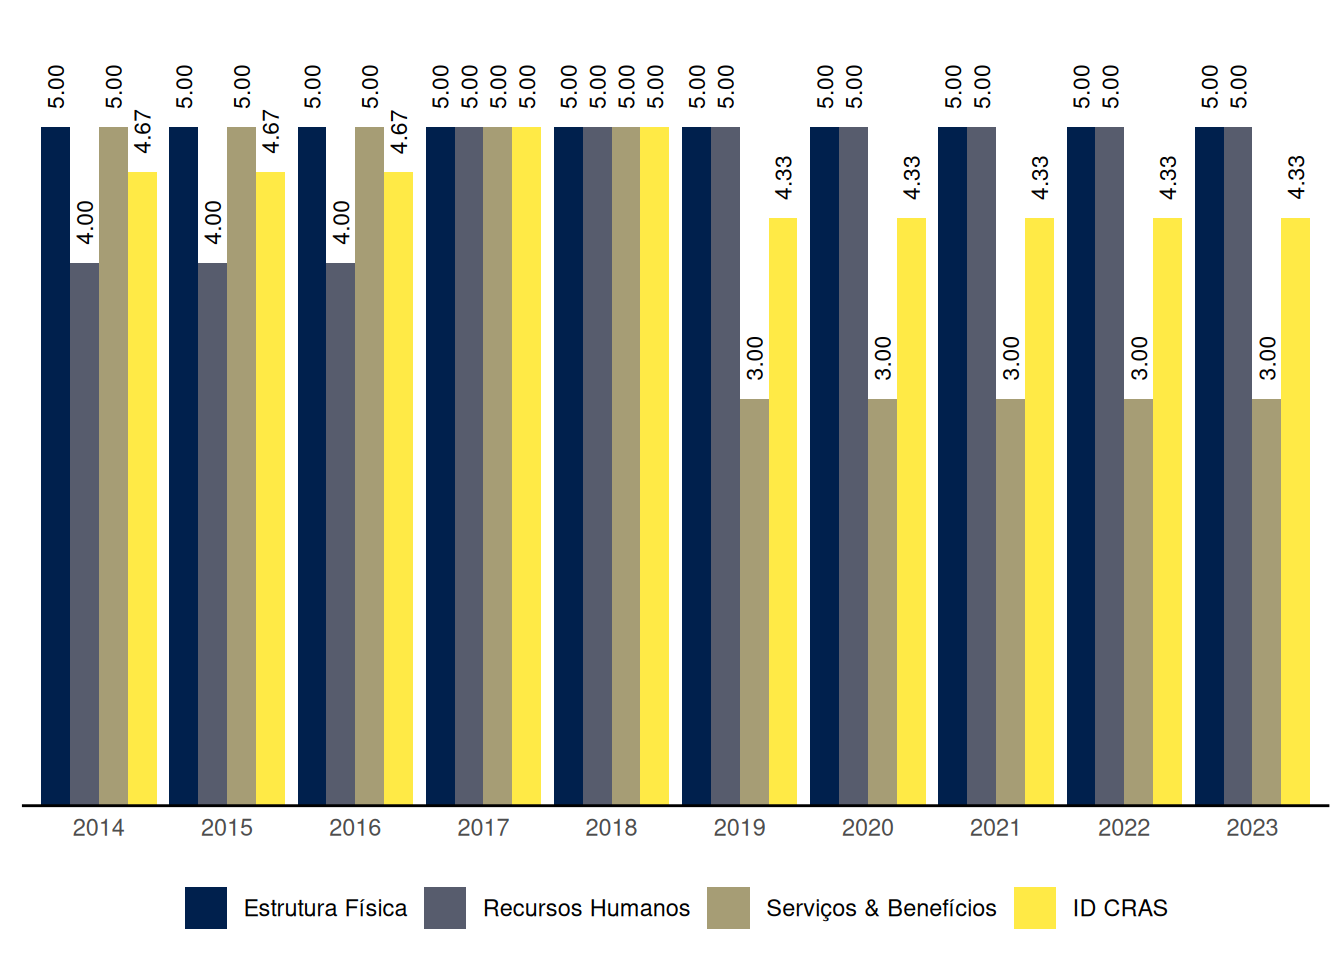 5.00 4.00 5.00 4.67 5.00 4.00 5.00 4.67 5.00 4.00 5.00 4.67 5.00 5.00 5.00 5.00 5.00 5.00 5.00 5.00 5.00 5.00 3.00 4.33 5.00 5.00 3.00 4.33 5.00 5.00 3.00 4.33 5.00 5.00 3.00 4.33 5.00 5.00 3.00 4.33
2014 2015 2016 2017 2018 2019 2020 2021 2022 2023
Estrutura Física Recursos Humanos Serviços & Benefícios ID CRAS